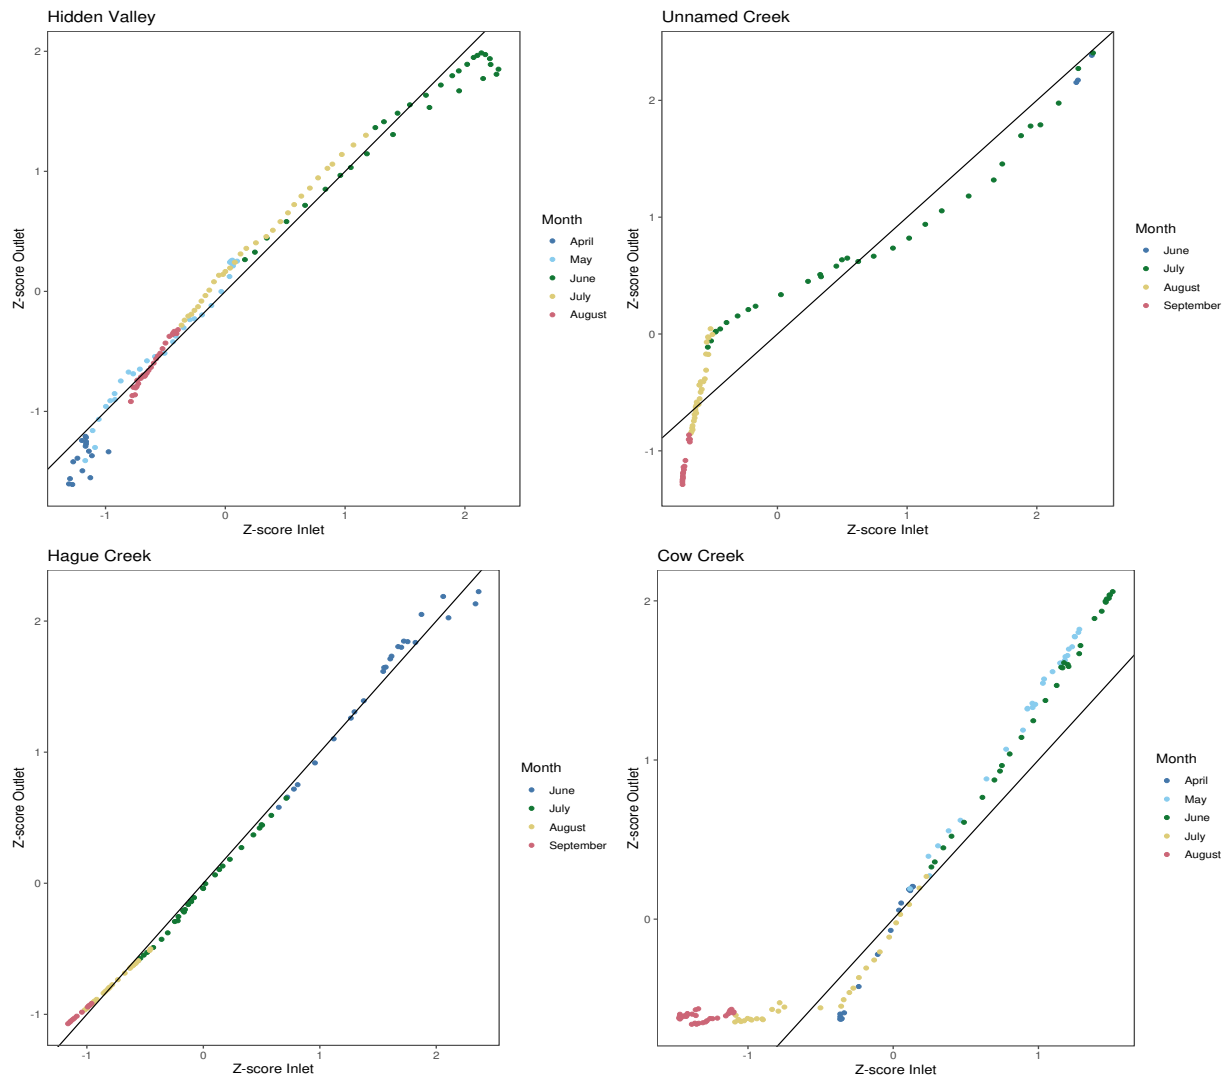 Hidden Valley
2
1
0
-1
-1
0
1
2
Z-score Outlet
Z-score Inlet
Month
April
May
June
July
August
Unnamed Creek
2
1
0
-1
0
1
2
Z-score Outlet
Z-score Inlet
Month
June
July
August
September
Hague Creek
2
1
0
-1
-1
0
1
2
Z-score Outlet
Z-score Inlet
Month
June
July
August
September
Cow Creek
2
1
0
-1
0
1
Z-score Outlet
Z-score Inlet
Month
April
May
June
July
August